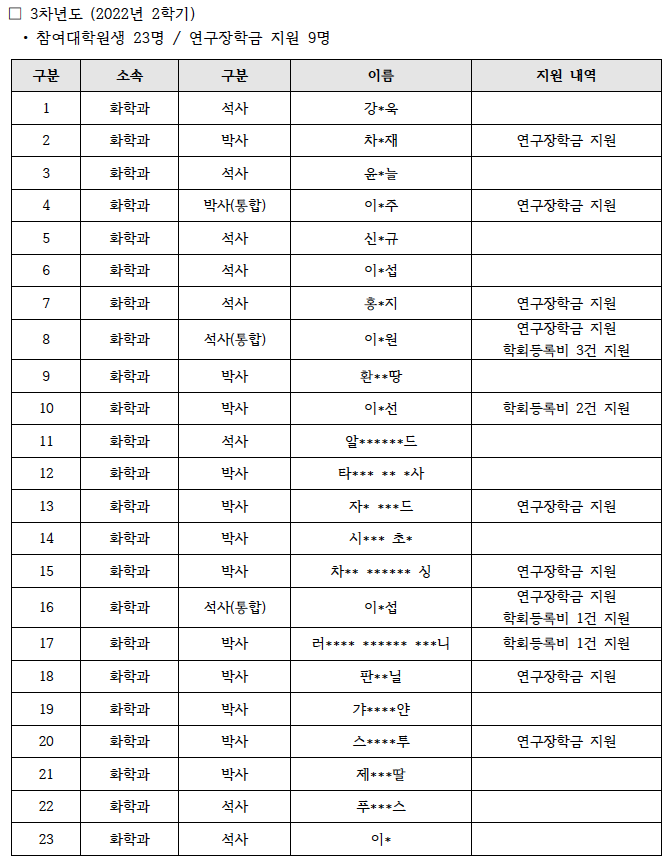 □ 3차년도 (2022년 2학기)
• 참여대학원생 23명 / 연구장학금 지원 9명
구분 소속 구분 이름 지원 내역
1 화학과 석사 강*욱
2 화학과 박사 차*재 연구장학금 지원
3 화학과 석사 윤*늘
4 화학과 박사(통합) 이*주 연구장학금 지원
5 화학과 석사 신*규
6 화학과 석사 이*섭
7 화학과 석사 홍*지 연구장학금 지원
8 화학과 석사(통합) 이*원 연구장학금 지원
학회등록비 3건 지원
9 화학과 박사 환**땅
10 화학과 박사 이*선 학회등록비 2건 지원
11 화학과 석사 알******드
12 화학과 박사 타*** ** *사
13 화학과 박사 자* ***드 연구장학금 지원
14 화학과 박사 시*** 초*
15 화학과 박사 차** ****** 싱 연구장학금 지원
16 화학과 석사(통합) 이*섭 연구장학금 지원
학회등록비 1건 지원
17 화학과 박사 러**** ****** ***니 학회등록비 1건 지원
18 화학과 박사 판**닐 연구장학금 지원
19 화학과 박사 갸****얀
20 화학과 박사 스****투 연구장학금 지원
21 화학과 박사 제***딸
22 화학과 석사 푸***스
23 화학과 석사 이*